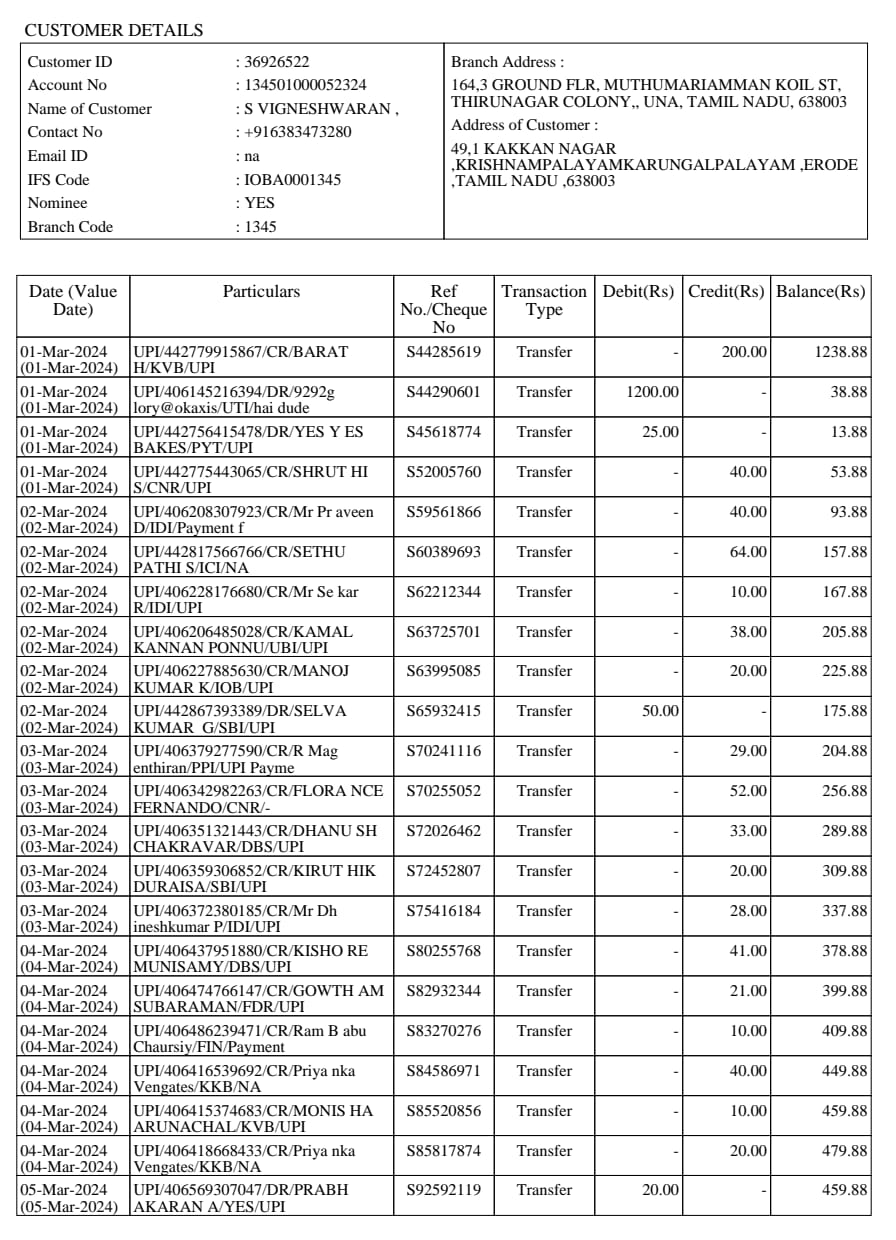 CUSTOMER DETAILS
Customer ID : 36926522
Account No : 134501000052324
Name of Customer : S VIGNESHWARAN ,
Contact No : +916383473280
Email ID : na
IFS Code : IOBA0001345
Nominee : YES
Branch Code : 1345
Branch Address :
164,3 GROUND FLR, MUTHUMARIAMMAN KOIL ST,
THIRUNAGAR COLONY,, UNA, TAMIL NADU, 638003
Address of Customer :
49,1 KAKKAN NAGAR
,KRISHNAMPALAYAMKARUNGALPALAYAM ,ERODE
,TAMIL NADU ,638003
Date (Value Particulars Ref Transaction Debit(Rs) Credit(Rs) Balance(Rs)
Date) No./Cheque Type
No
01-Mar-2024 UPI/442779915867/CR/BARAT S44285619 Transfer - 200.00 1238.88
(01-Mar-2024) H/KVB/UPI
01-Mar-2024 UPI/406145216394/DR/9292g S44290601 Transfer 1200.00 - 38.88
(01-Mar-2024) lory@okaxis/UTI/hai dude
01-Mar-2024 UPI/442756415478/DR/YES Y ES S45618774 Transfer 25.00 - 13.88
(01-Mar-2024) BAKES/PYT/UPI
01-Mar-2024 UPI/442775443065/CR/SHRUT HI S52005760 Transfer - 40.00 53.88
(01-Mar-2024) S/CNR/UPI
02-Mar-2024 UPI/406208307923/CR/Mr Pr aveen S59561866 Transfer - 40.00 93.88
(02-Mar-2024) D/IDI/Payment f
02-Mar-2024 UPI/442817566766/CR/SETHU S60389693 Transfer - 64.00 157.88
(02-Mar-2024) PATHI S/ICI/NA
02-Mar-2024 UPI/406228176680/CR/Mr Se kar S62212344 Transfer - 10.00 167.88
(02-Mar-2024) R/IDI/UPI
02-Mar-2024 UPI/406206485028/CR/KAMAL S63725701 Transfer - 38.00 205.88
(02-Mar-2024) KANNAN PONNU/UBI/UPI
02-Mar-2024 UPI/406227885630/CR/MANOJ S63995085 Transfer - 20.00 225.88
(02-Mar-2024) KUMAR K/IOB/UPI
02-Mar-2024 UPI/442867393389/DR/SELVA S65932415 Transfer 50.00 - 175.88
(02-Mar-2024) KUMAR G/SBI/UPI
03-Mar-2024 UPI/406379277590/CR/R Mag S70241116 Transfer - 29.00 204.88
(03-Mar-2024) enthiran/PPI/UPI Payme
03-Mar-2024 UPI/406342982263/CR/FLORA NCE S70255052 Transfer - 52.00 256.88
(03-Mar-2024) FERNANDO/CNR/-
03-Mar-2024 UPI/406351321443/CR/DHANU SH S72026462 Transfer - 33.00 289.88
(03-Mar-2024) CHAKRAVAR/DBS/UPI
03-Mar-2024 UPI/406359306852/CR/KIRUT HIK S72452807 Transfer - 20.00 309.88
(03-Mar-2024) DURAISA/SBI/UPI
03-Mar-2024 UPI/406372380185/CR/Mr Dh S75416184 Transfer - 28.00 337.88
(03-Mar-2024) ineshkumar P/IDI/UPI
04-Mar-2024 UPI/406437951880/CR/KISHO RE S80255768 Transfer - 41.00 378.88
(04-Mar-2024) MUNISAMY/DBS/UPI
04-Mar-2024 UPI/406474766147/CR/GOWTH AM S82932344 Transfer - 21.00 399.88
(04-Mar-2024) SUBARAMAN/FDR/UPI
04-Mar-2024 UPI/406486239471/CR/Ram B abu S83270276 Transfer - 10.00 409.88
(04-Mar-2024) Chaursiy/FIN/Payment
04-Mar-2024 UPI/406416539692/CR/Priya nka S84586971 Transfer - 40.00 449.88
(04-Mar-2024) Vengates/KKB/NA
04-Mar-2024 UPI/406415374683/CR/MONIS HA S85520856 Transfer - 10.00 459.88
(04-Mar-2024) ARUNACHAL/KVB/UPI
04-Mar-2024 UPI/406418668433/CR/Priya nka S85817874 Transfer - 20.00 479.88
(04-Mar-2024) Vengates/KKB/NA
05-Mar-2024 UPI/406569307047/DR/PRABH S92592119 Transfer 20.00 - 459.88
(05-Mar-2024) AKARAN A/YES/UPI